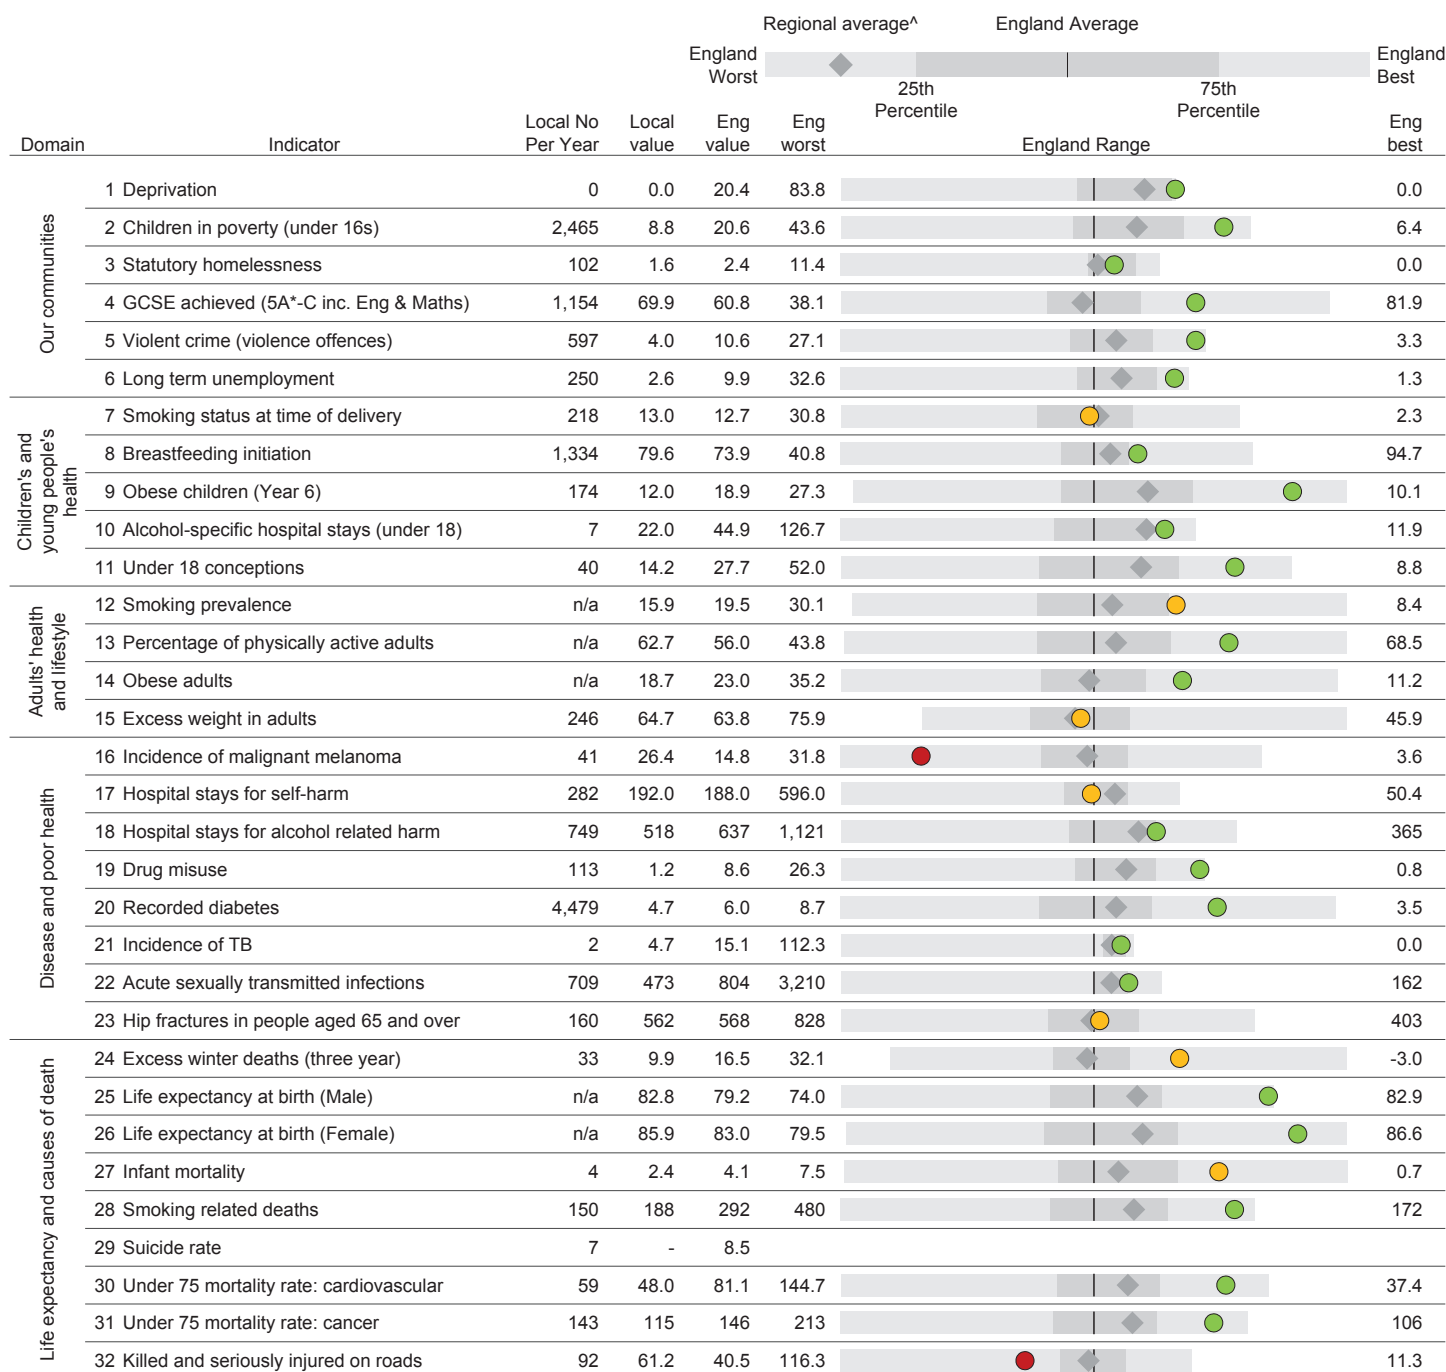 Regional average^ England Average
England Worst England Best
25th Percentile 75th Percentile
Domain Indicator Local No Per Year Local value Eng value Eng worst England Range Eng best
Our communities
1 Deprivation 0 0.0 20.4 83.8 0.0
2 Children in poverty (under 16s) 2,465 8.8 20.6 43.6 6.4
3 Statutory homelessness 102 1.6 2.4 11.4 0.0
4 GCSE achieved (5A*-C inc. Eng & Maths) 1,154 69.9 60.8 38.1 81.9
5 Violent crime (violence offences) 597 4.0 10.6 27.1 3.3
6 Long term unemployment 250 2.6 9.9 32.6 1.3
Children's and young people's health
7 Smoking status at time of delivery 218 13.0 12.7 30.8 2.3
8 Breastfeeding initiation 1,334 79.6 73.9 40.8 94.7
9 Obese children (Year 6) 174 12.0 18.9 27.3 10.1
10 Alcohol-specific hospital stays (under 18) 7 22.0 44.9 126.7 11.9
11 Under 18 conceptions 40 14.2 27.7 52.0 8.8
Adults' health and lifestyle
12 Smoking prevalence n/a 15.9 19.5 30.1 8.4
13 Percentage of physically active adults n/a 62.7 56.0 43.8 68.5
14 Obese adults n/a 18.7 23.0 35.2 11.2
15 Excess weight in adults 246 64.7 63.8 75.9 45.9
Disease and poor health
16 Incidence of malignant melanoma 41 26.4 14.8 31.8 3.6
17 Hospital stays for self-harm 282 192.0 188.0 596.0 50.4
18 Hospital stays for alcohol related harm 749 518 637 1,121 365
19 Drug misuse 113 1.2 8.6 26.3 0.8
20 Recorded diabetes 4,479 4.7 6.0 8.7 3.5
21 Incidence of TB 2 4.7 15.1 112.3 0.0
22 Acute sexually transmitted infections 709 473 804 3,210 162
23 Hip fractures in people aged 65 and over 160 562 568 828 403
Life expectancy and causes of death
24 Excess winter deaths (three year) 33 9.9 16.5 32.1 -3.0
25 Life expectancy at birth (Male) n/a 82.8 79.2 74.0 82.9
26 Life expectancy at birth (Female) n/a 85.9 83.0 79.5 86.6
27 Infant mortality 4 2.4 4.1 7.5 0.7
28 Smoking related deaths 150 188 292 480 172
29 Suicide rate 7 - 8.5
30 Under 75 mortality rate: cardiovascular 59 48.0 81.1 144.7 37.4
31 Under 75 mortality rate: cancer 143 115 146 213 106
32 Killed and seriously injured on roads 92 61.2 40.5 116.3 11.3